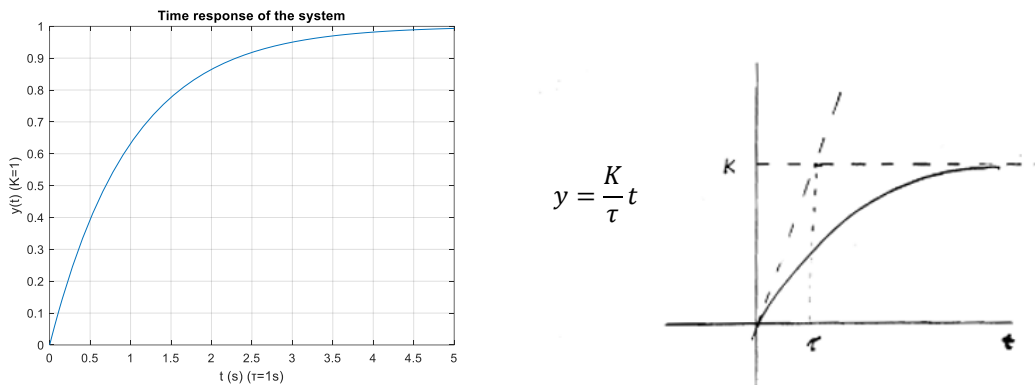 Time response of the system
1
0.9
0.8
0.7
0.6
0.5
0.4
0.3
0.2
0.1
0
y(t) (K=1)
0 0.5 1 1.5 2 2.5 3 3.5 4 4.5 5
t (s) (τ=1s)
y = K/τ t
K
τ
t